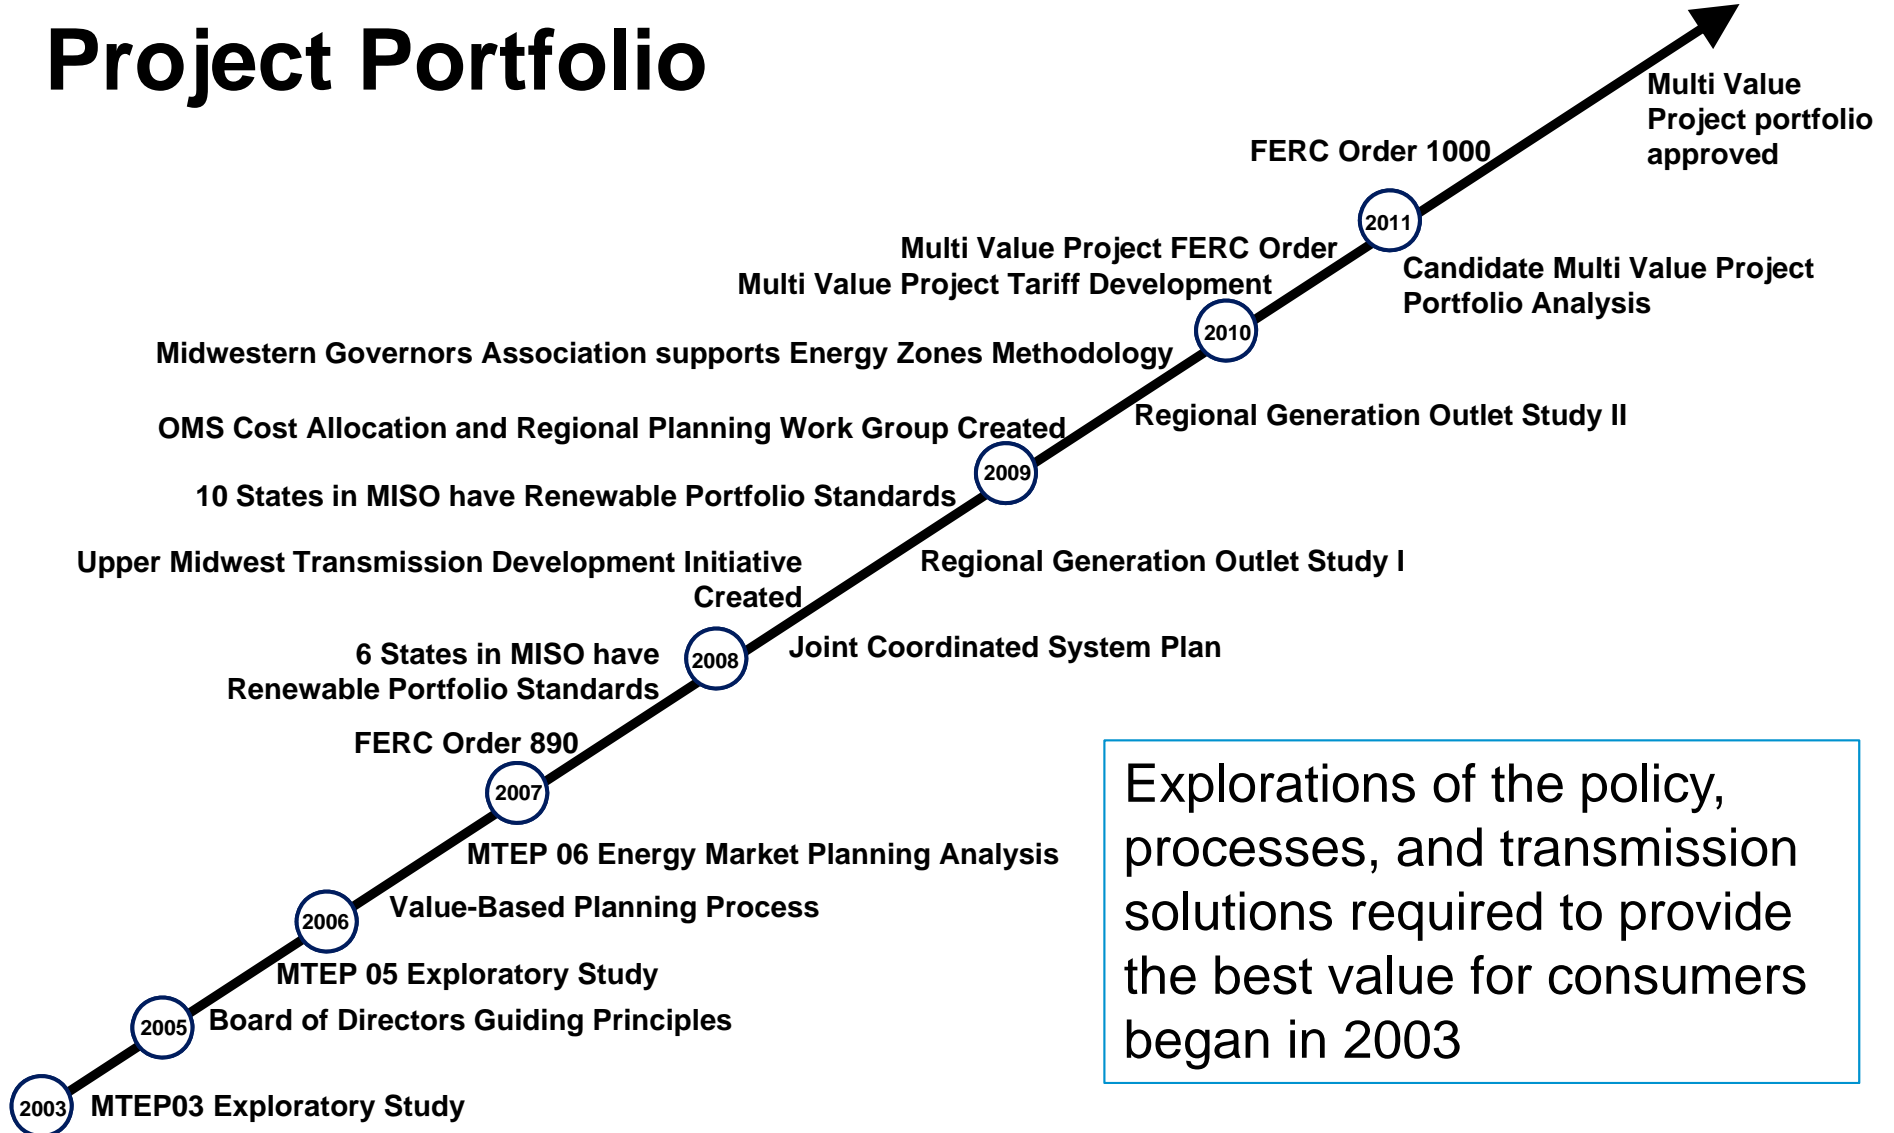 Project Portfolio
Multi Value
Project portfolio
approved
FERC Order 1000
2011
Multi Value Project FERC Order
Candidate Multi Value Project
Portfolio Analysis
Multi Value Project Tariff Development
2010
Midwestern Governors Association supports Energy Zones Methodology
Regional Generation Outlet Study II
OMS Cost Allocation and Regional Planning Work Group Created
2009
10 States in MISO have Renewable Portfolio Standards
Upper Midwest Transmission Development Initiative
Created
Regional Generation Outlet Study I
6 States in MISO have
Renewable Portfolio Standards
2008
Joint Coordinated System Plan
FERC Order 890
2007
MTEP 06 Energy Market Planning Analysis
2006
Value-Based Planning Process
MTEP 05 Exploratory Study
2005
Board of Directors Guiding Principles
2003
MTEP03 Exploratory Study
Explorations of the policy,
processes, and transmission
solutions required to provide
the best value for consumers
began in 2003